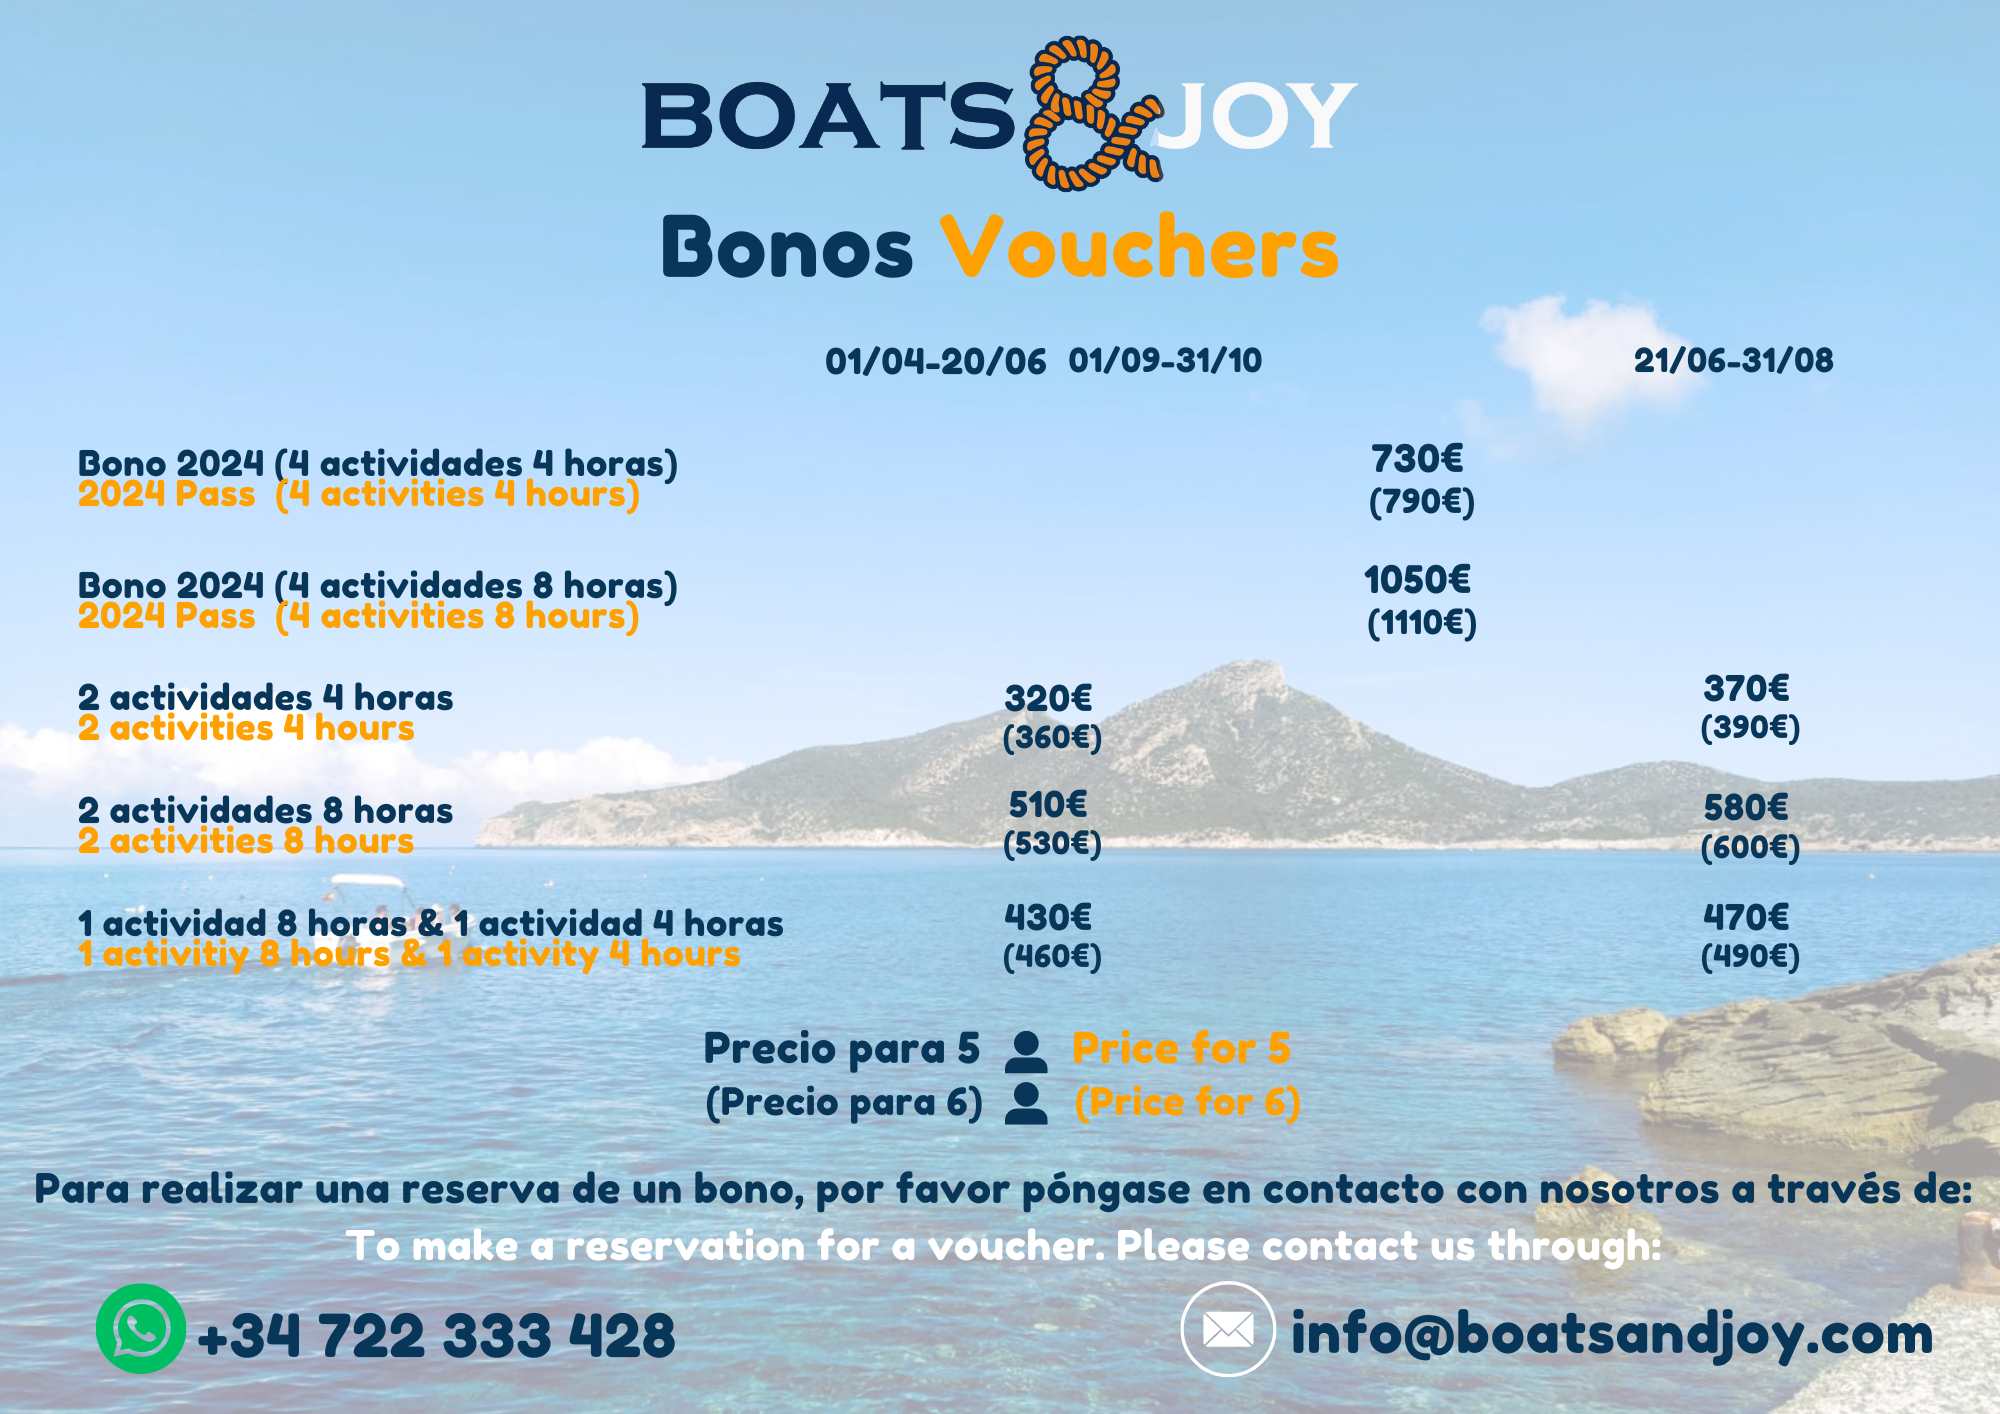 BOATS & JOY
Bonos Vouchers
01/04-20/06 01/09-31/10 21/06-31/08
Bono 2024 (4 actividades 4 horas) 730€
2024 Pass (4 activities 4 hours) (790€)
Bono 2024 (4 actividades 8 horas) 1050€
2024 Pass (4 activities 8 hours) (1110€)
2 actividades 4 horas 320€ 370€
2 activities 4 hours (360€) (390€)
2 actividades 8 horas 510€ 580€
2 activities 8 hours (530€) (600€)
1 actividad 8 horas & 1 actividad 4 horas 430€ 470€
1 activitiy 8 hours & 1 activity 4 hours (460€) (490€)
Precio para 5 Price for 5
(Precio para 6) (Price for 6)
Para realizar una reserva de un bono, por favor póngase en contacto con nosotros a través de:
To make a reservation for a voucher. Please contact us through:
+34 722 333 428 info@boatsandjoy.com